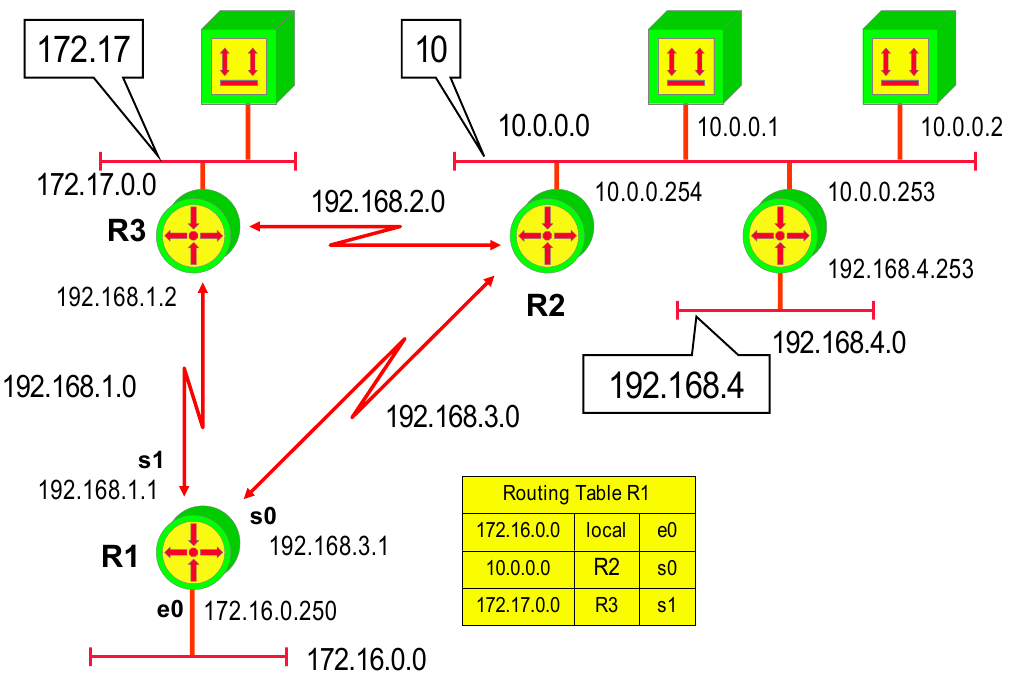 172.17
10
10.0.0.0
10.0.0.1
10.0.0.2
172.17.0.0
192.168.2.0
10.0.0.254
10.0.0.253
R3
192.168.1.2
R2
192.168.4.253
192.168.4.0
192.168.4
192.168.1.0
192.168.3.0
s1
192.168.1.1
s0
192.168.3.1
R1
e0
172.16.0.250
172.16.0.0
Routing Table R1
172.16.0.0 local e0
10.0.0.0 R2 s0
172.17.0.0 R3 s1